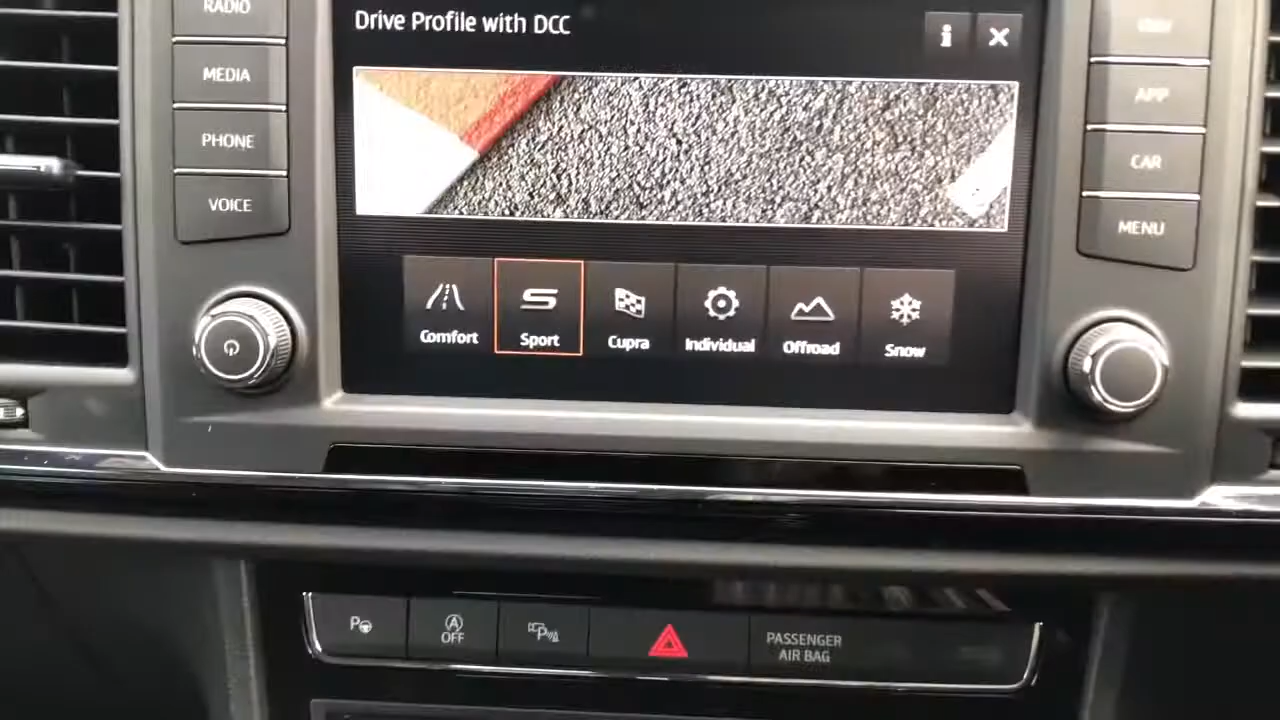 RADIO
MEDIA
PHONE
VOICE
Drive Profile with DCC
i
Comfort
Sport
Cupra
Individual
Offroad
Snow
APP
CAR
MENU
P
A
OFF
P
PASSENGER
AIR BAG